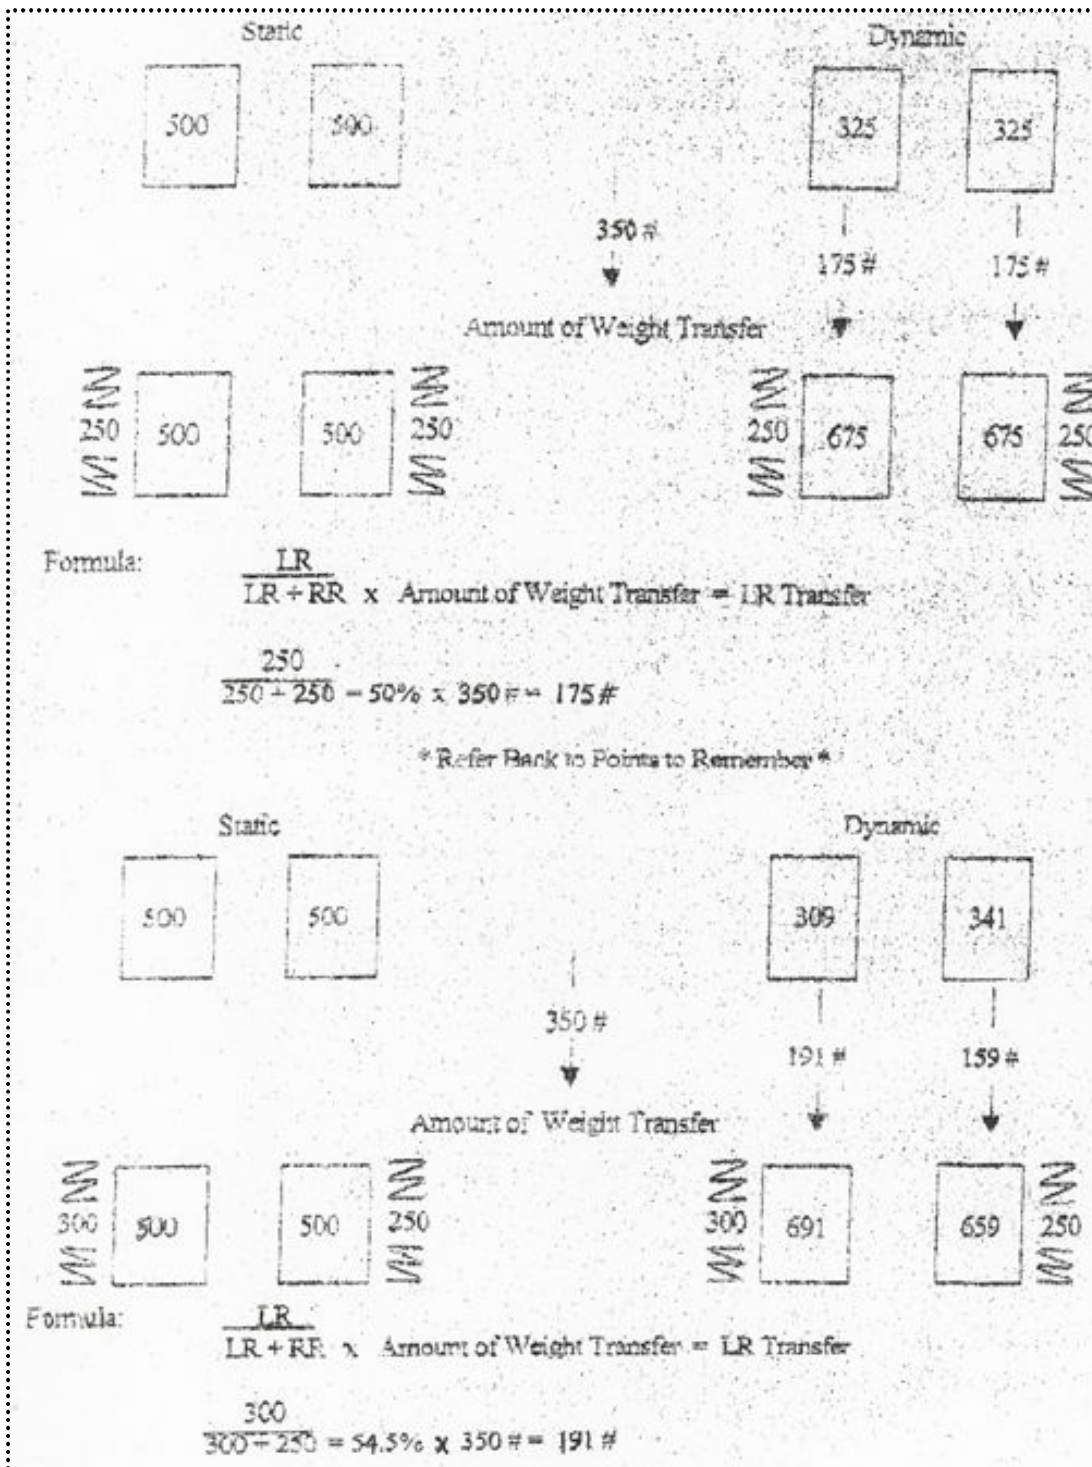 Static Dynamic
500 500 325 325
350 # 175 # 175 #
Amount of Weight Transfer
250 500 500 250 250 675 675 250
Formula: LR
LR + RR x Amount of Weight Transfer = LR Transfer
250
250 + 250 = 50% x 350 # = 175 #
* Refer Back to Points to Remember *
Static Dynamic
500 500 309 341
350 # 191 # 159 #
Amount of Weight Transfer
300 500 500 250 300 691 659 250
Formula: LR
LR + RR x Amount of Weight Transfer = LR Transfer
300
300 + 250 = 54.5% x 350 # = 191 #